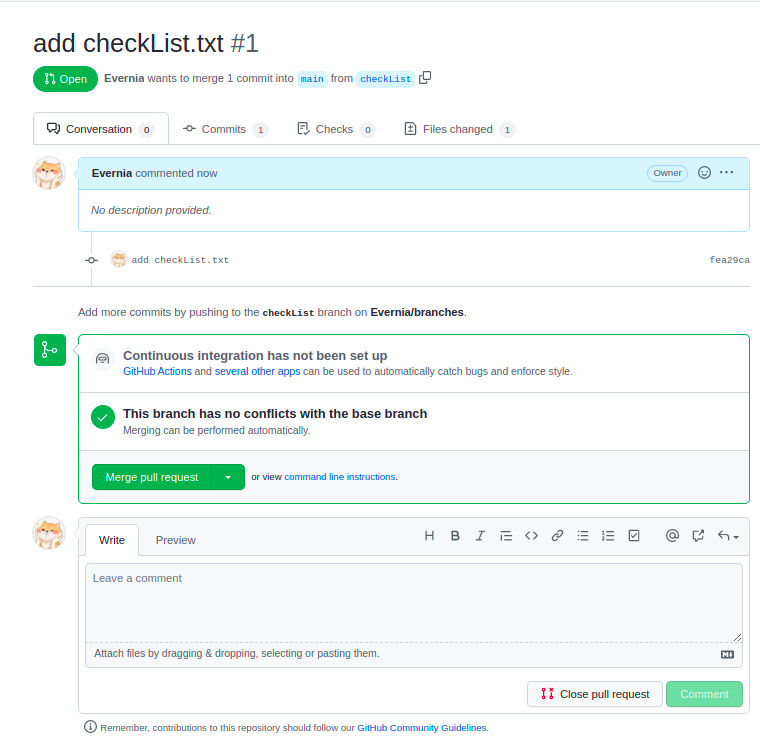 add checkList.txt #1
Open Evernia wants to merge 1 commit into main from checkList
Conversation 0 Commits 1 Checks 0 Files changed 1
Evernia commented now Owner
No description provided.
add checkList.txt fea29ca
Add more commits by pushing to the checkList branch on Evernia/branches.
Continuous integration has not been set up
GitHub Actions and several other apps can be used to automatically catch bugs and enforce style.
This branch has no conflicts with the base branch
Merging can be performed automatically.
Merge pull request or view command line instructions.
Write Preview
Leave a comment
Attach files by dragging & dropping, selecting or pasting them.
Close pull request Comment
Remember, contributions to this repository should follow our GitHub Community Guidelines.